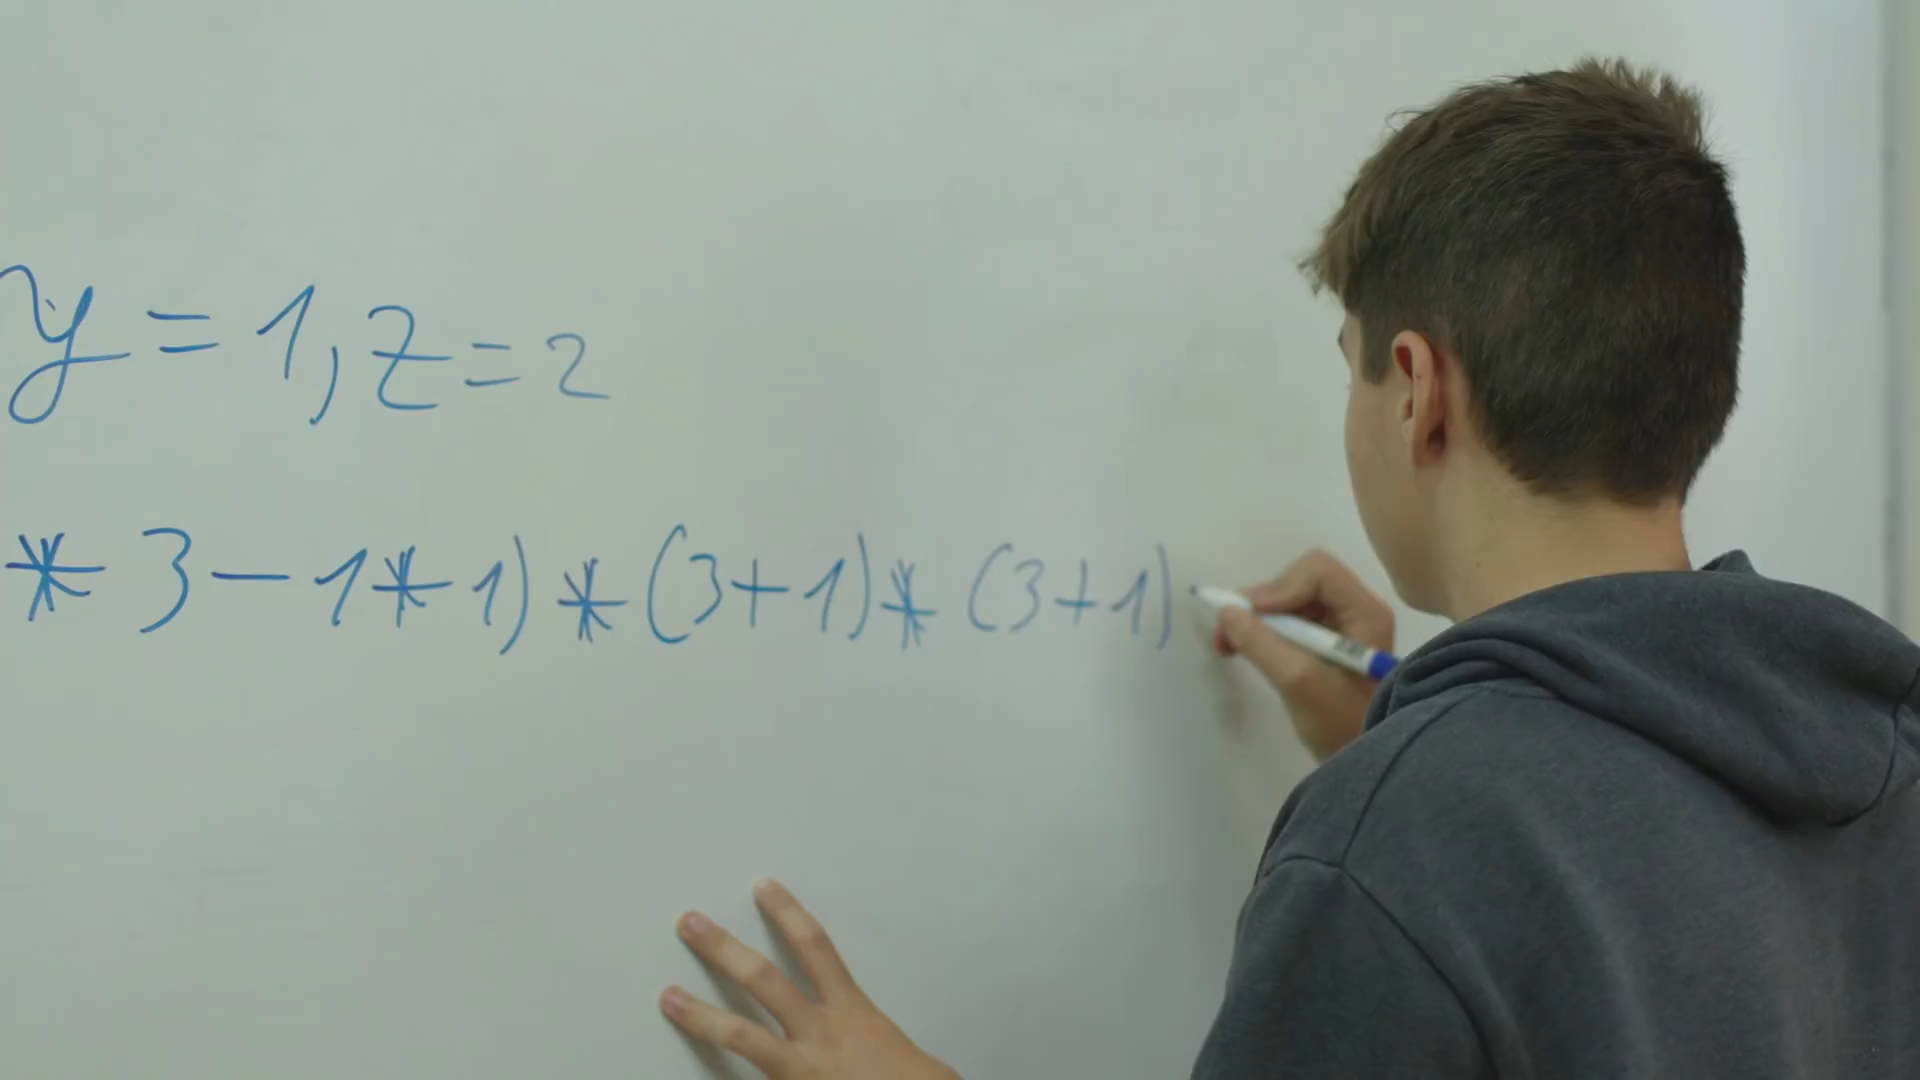 y = 1, z = 2
* 3 - 1 * 1) * (3 + 1) * (3 + 1)